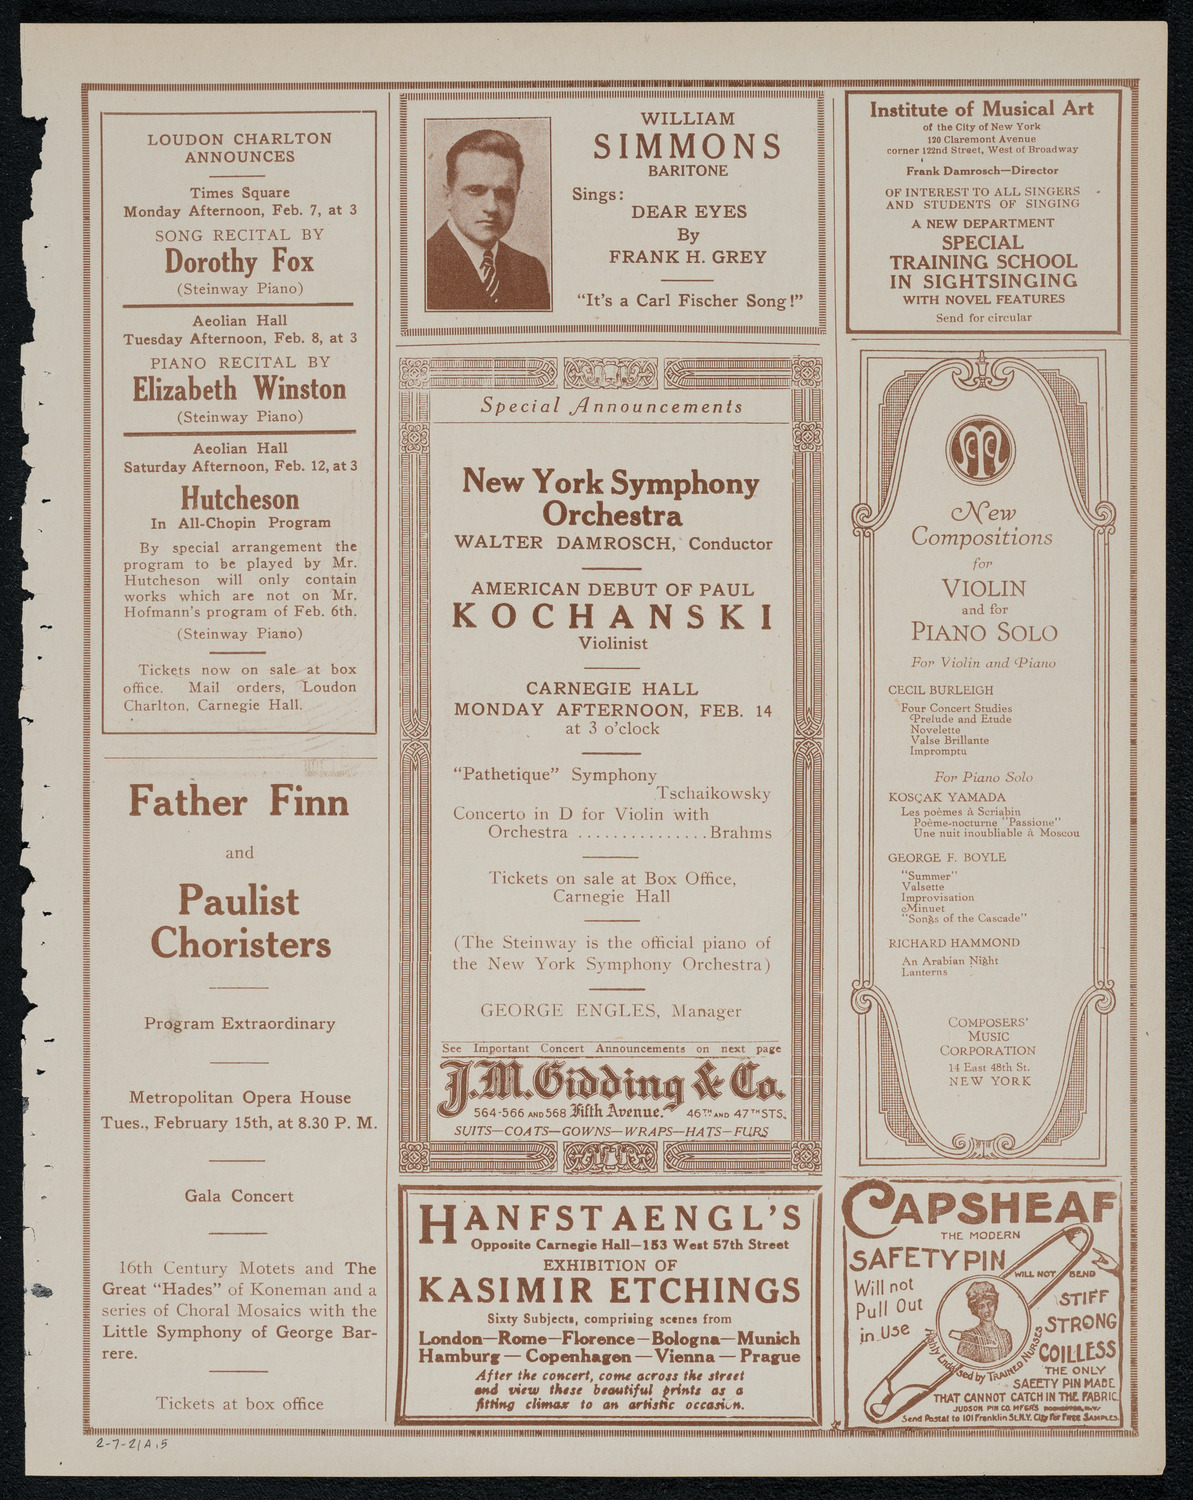 LOUDON CHARLTON
ANNOUNCES
Times Square
Monday Afternoon, Feb. 7, at 3
SONG RECITAL BY
Dorothy Fox
(Steinway Piano)
Aeolian Hall
Tuesday Afternoon, Feb. 8, at 3
PIANO RECITAL BY
Elizabeth Winston
(Steinway Piano)
Aeolian Hall
Saturday Afternoon, Feb. 12, at 3
Hutcheson
In All-Chopin Program
By special arrangement the
program to be played by Mr.
Hutcheson will only contain
works which are not on Mr.
Hofmann's program of Feb. 6th.
(Steinway Piano)
Tickets now on sale at box
office. Mail orders, Loudon
Charlton, Carnegie Hall.
Father Finn
and
Paulist
Choristers
Program Extraordinary
Metropolitan Opera House
Tues., February 15th, at 8.30 P. M.
Gala Concert
16th Century Motets and The
Great "Hades" of Koneman and a
series of Choral Mosaics with the
Little Symphony of George Bar-
rere.
Tickets at box office
2-7-21A.5
WILLIAM
SIMMONS
BARITONE
Sings:
DEAR EYES
By
FRANK H. GREY
"It's a Carl Fischer Song!"
Special Announcements
New York Symphony
Orchestra
WALTER DAMROSCH, Conductor
AMERICAN DEBUT OF PAUL
KOCHANSKI
Violinist
CARNEGIE HALL
MONDAY AFTERNOON, FEB. 14
at 3 o'clock
"Pathetique" Symphony
Tschaikowsky
Concerto in D for Violin with
Orchestra ...............Brahms
Tickets on sale at Box Office,
Carnegie Hall
(The Steinway is the official piano of
the New York Symphony Orchestra)
GEORGE ENGLES, Manager
See Important Concert Announcements on next page
J.M.Gidding & Co.
564-566 AND 568 Fifth Avenue. 46TH AND 47TH STS.
SUITS—COATS—GOWNS—WRAPS—HATS—FURS
HANFSTAENGL'S
Opposite Carnegie Hall—153 West 57th Street
EXHIBITION OF
KASIMIR ETCHINGS
Sixty Subjects, comprising scenes from
London—Rome—Florence—Bologna—Munich
Hamburg—Copenhagen—Vienna—Prague
After the concert, come across the street
and view these beautiful prints as a
fitting climax to an artistic occasion.
Institute of Musical Art
of the City of New York
120 Claremont Avenue
corner 122nd Street, West of Broadway
Frank Damrosch—Director
OF INTEREST TO ALL SINGERS
AND STUDENTS OF SINGING
A NEW DEPARTMENT
SPECIAL
TRAINING SCHOOL
IN SIGHTSINGING
WITH NOVEL FEATURES
Send for circular
New
Compositions
for
VIOLIN
and for
PIANO SOLO
For Violin and Piano
CECIL BURLEIGH
Four Concert Studies
Prelude and Etude
Novelette
Valse Brillante
Impromptu
For Piano Solo
KOSÇAK YAMADA
Les poèmes à Scriabin
Poème-nocturne "Passione"
Une nuit inoubliable à Moscou
GEORGE F. BOYLE
"Summer"
Valsette
Improvisation
Minuet
"Songs of the Cascade"
RICHARD HAMMOND
An Arabian Night
Lanterns
COMPOSERS'
MUSIC
CORPORATION
14 East 48th St.
NEW YORK
CAPSHEAF
THE MODERN
SAFETY PIN
WILL NOT BEND
Will not
Pull Out
in Use
Highly Endorsed by TRAINED NURSES
STIFF
STRONG
COILLESS
THE ONLY
SAFETY PIN MADE
THAT CANNOT CATCH IN THE FABRIC
JUDSON PIN CO. MFGRS ROCHESTER, N.Y.
Send Postal to 101 Franklin St. N.Y. City for FREE SAMPLES.